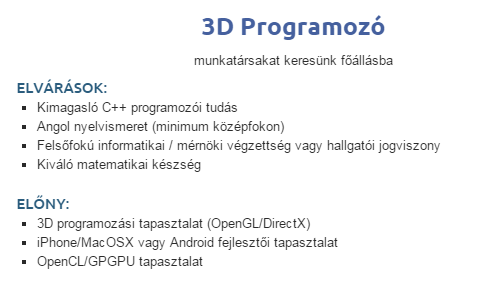 3D Programozó
munkatársakat keresünk főállásba
ELVÁRÁSOK:
▪ Kimagasló C++ programozói tudás
▪ Angol nyelvismeret (minimum középfokon)
▪ Felsőfokú informatikai / mérnöki végzettség vagy hallgatói jogviszony
▪ Kiváló matematikai készség
ELŐNY:
▪ 3D programozási tapasztalat (OpenGL/DirectX)
▪ iPhone/MacOSX vagy Android fejlesztői tapasztalat
▪ OpenCL/GPGPU tapasztalat